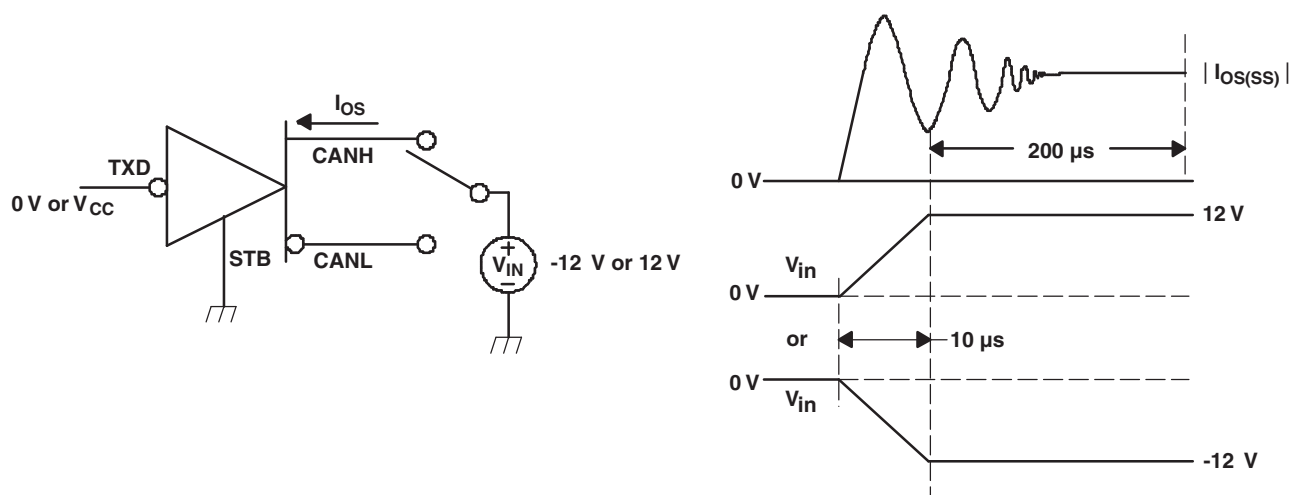 I_OS
CANH
TXD
0 V or V_CC
STB
CANL
V_IN
-12 V or 12 V
| I_OS(SS) |
200 µs
0 V
12 V
V_in
0 V
or
10 µs
0 V
V_in
-12 V